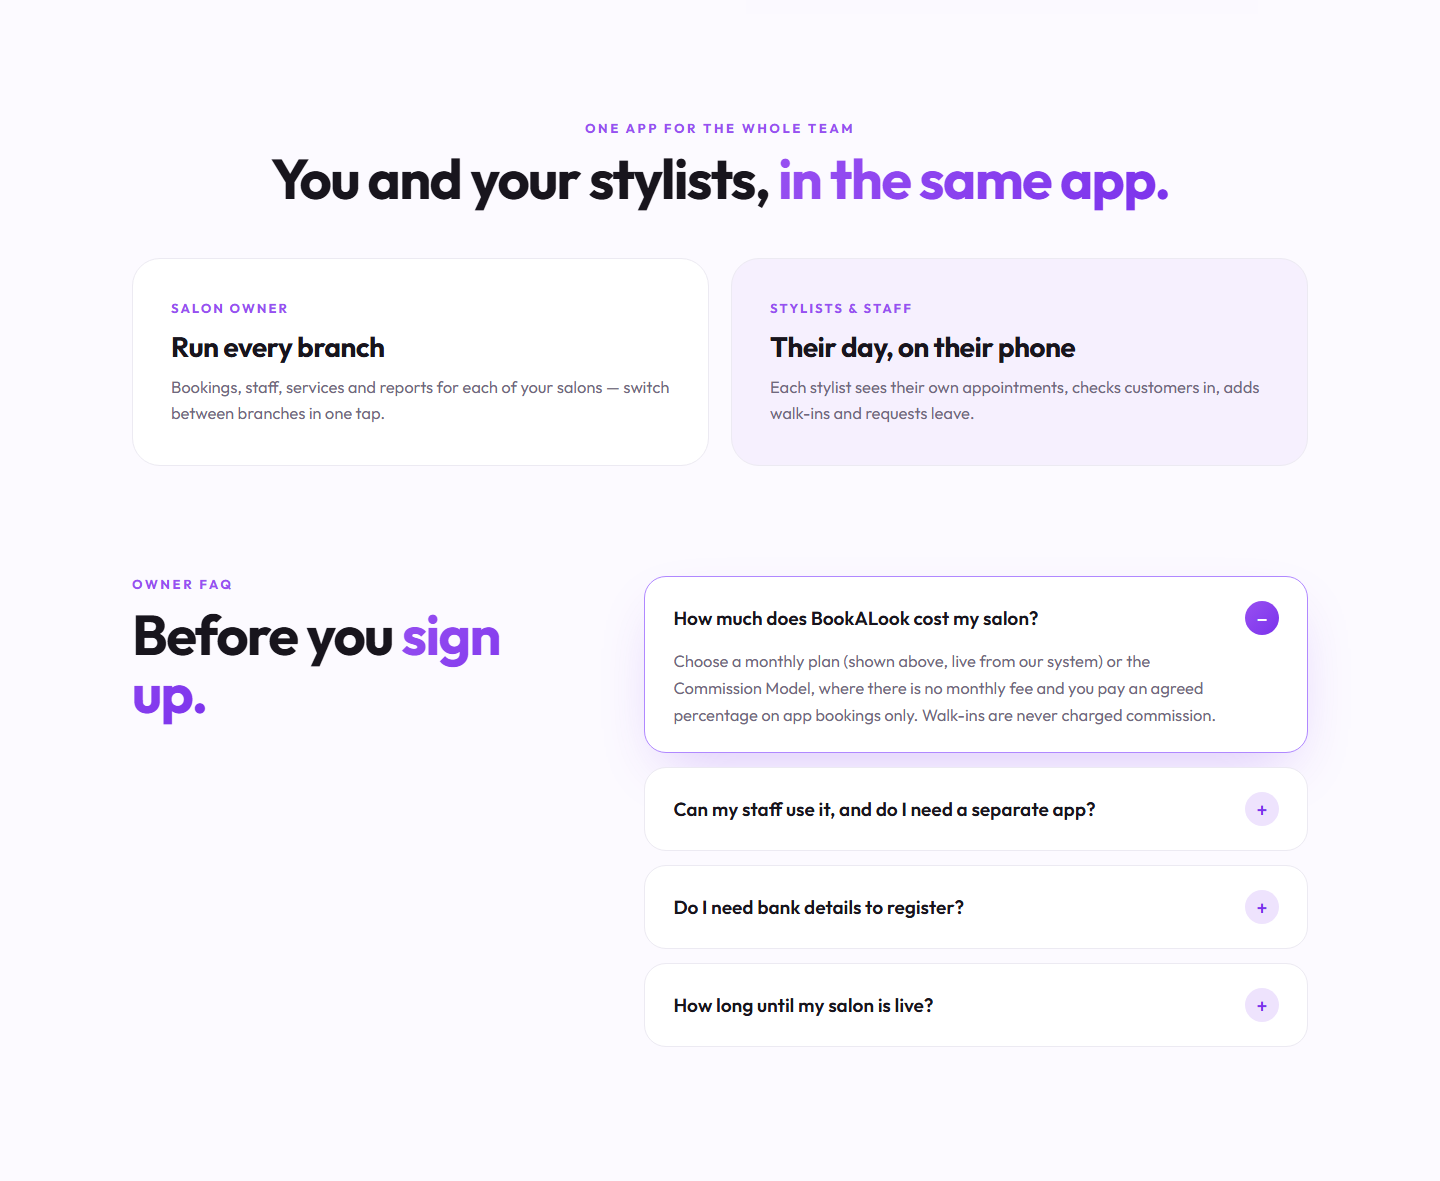 ONE APP FOR THE WHOLE TEAM
You and your stylists, in the same app.
SALON OWNER
Run every branch
Bookings, staff, services and reports for each of your salons — switch
between branches in one tap.
STYLISTS & STAFF
Their day, on their phone
Each stylist sees their own appointments, checks customers in, adds
walk-ins and requests leave.
OWNER FAQ
Before you sign
up.
How much does BookALook cost my salon?
–
Choose a monthly plan (shown above, live from our system) or the
Commission Model, where there is no monthly fee and you pay an agreed
percentage on app bookings only. Walk-ins are never charged commission.
Can my staff use it, and do I need a separate app?
+
Do I need bank details to register?
+
How long until my salon is live?
+